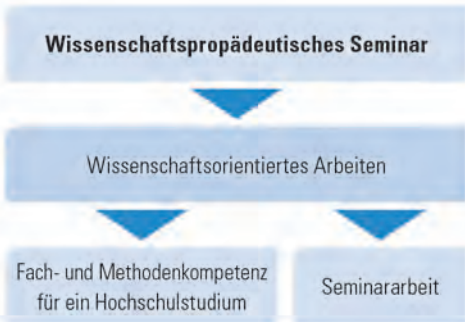 Wissenschaftspropädeutisches Seminar
Wissenschaftsorientiertes Arbeiten
Fach- und Methodenkompetenz
für ein Hochschulstudium
Seminararbeit